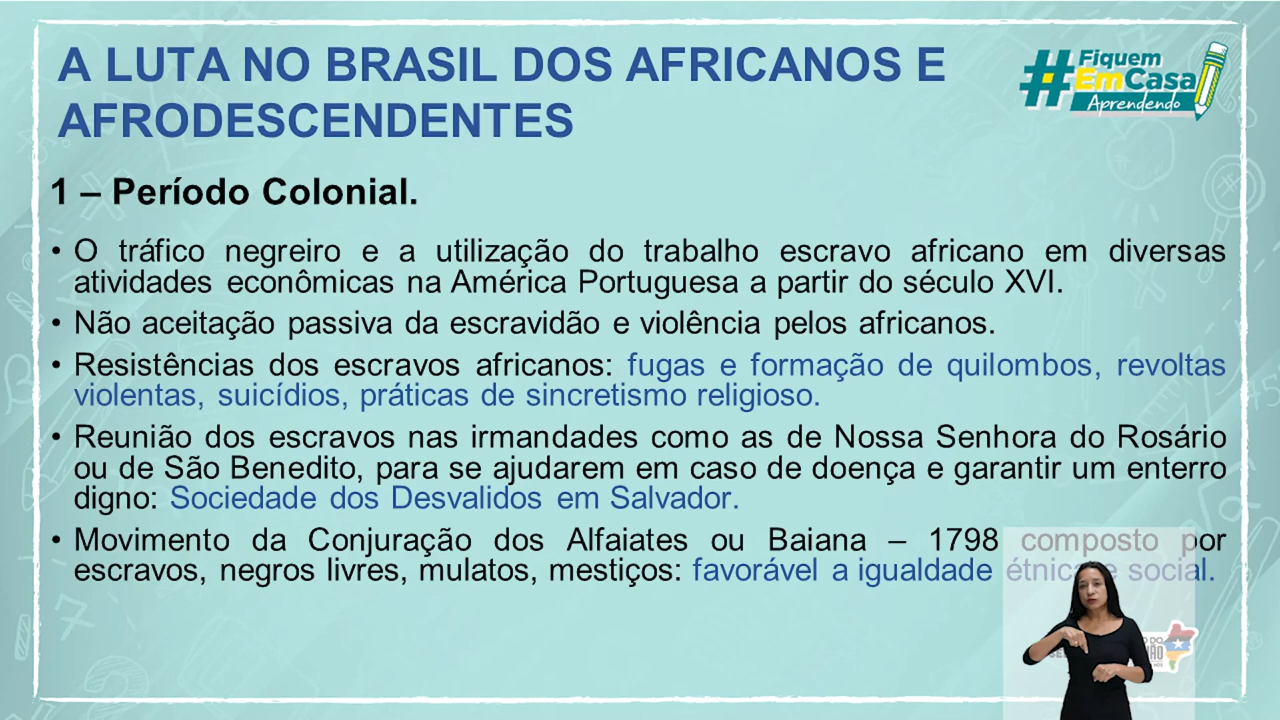 A LUTA NO BRASIL DOS AFRICANOS E
AFRODESCENDENTES
#Fiquem
EmCasa
Aprendendo
1 – Período Colonial.
• O tráfico negreiro e a utilização do trabalho escravo africano em diversas
atividades econômicas na América Portuguesa a partir do século XVI.
• Não aceitação passiva da escravidão e violência pelos africanos.
• Resistências dos escravos africanos: fugas e formação de quilombos, revoltas
violentas, suicídios, práticas de sincretismo religioso.
• Reunião dos escravos nas irmandades como as de Nossa Senhora do Rosário
ou de São Benedito, para se ajudarem em caso de doença e garantir um enterro
digno: Sociedade dos Desvalidos em Salvador.
• Movimento da Conjuração dos Alfaiates ou Baiana – 1798 composto por
escravos, negros livres, mulatos, mestiços: favorável a igualdade étnica e social.